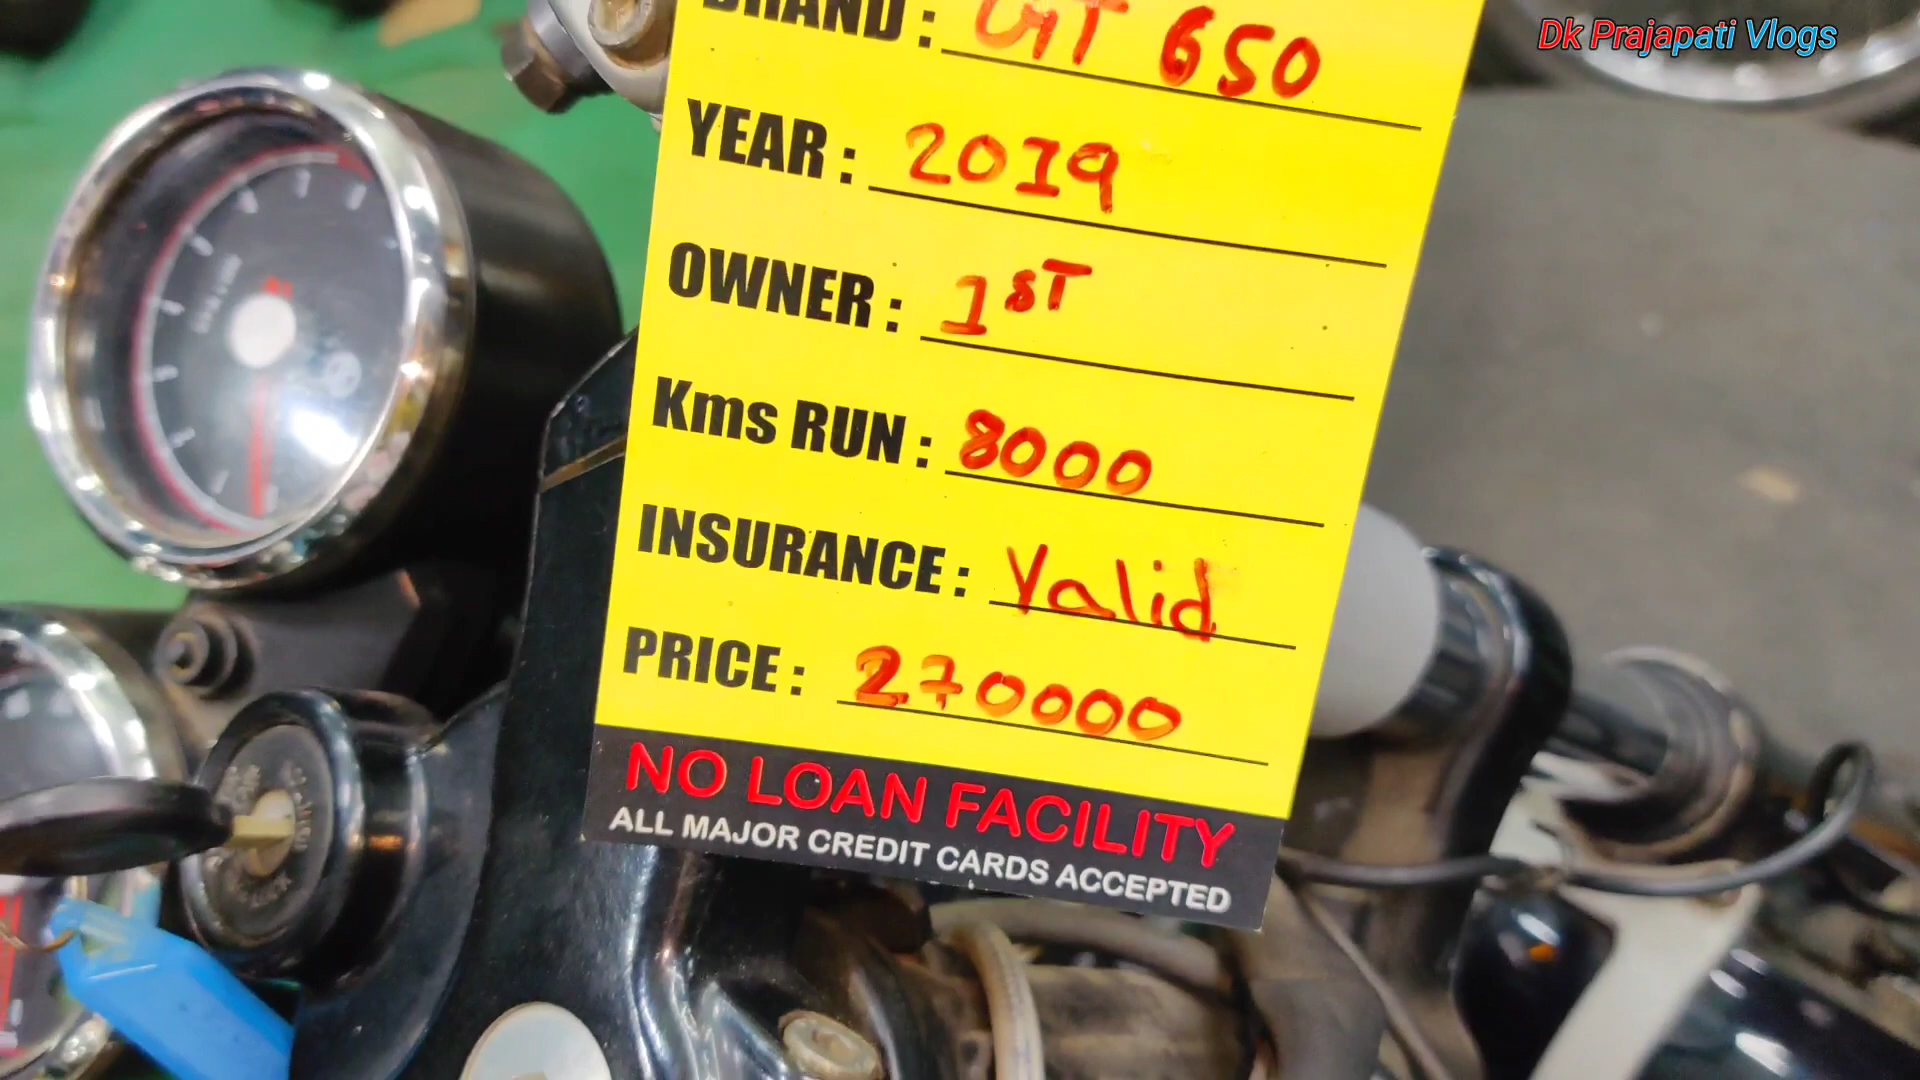 Dk Prajapati Vlogs
BRAND : GT 650
YEAR : 2019
OWNER : 1ST
Kms RUN : 8000
INSURANCE : Valid
PRICE : 270000
NO LOAN FACILITY
ALL MAJOR CREDIT CARDS ACCEPTED